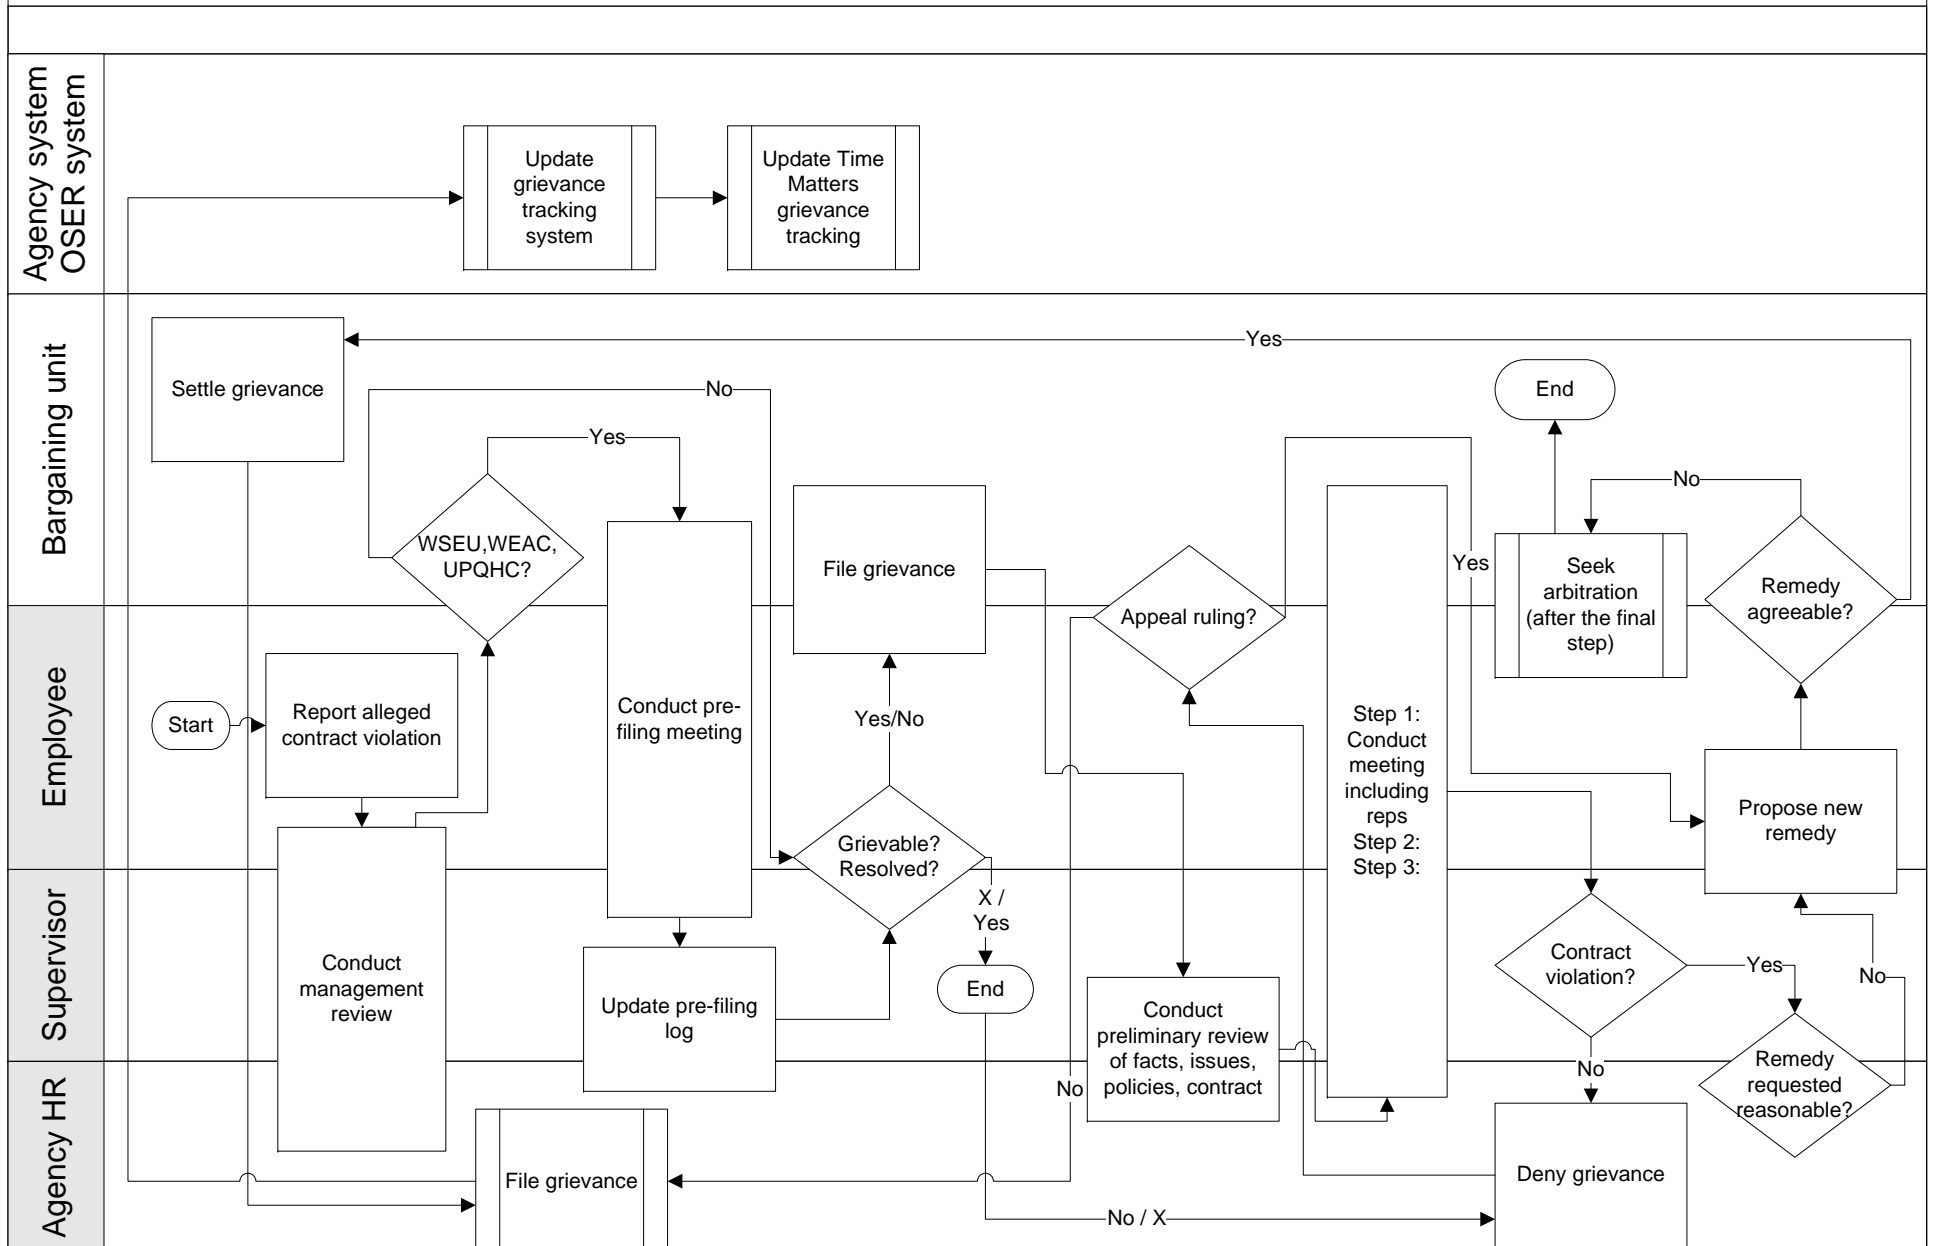 Agency system
OSER system
Update
grievance
tracking
system
Update Time
Matters
grievance
tracking
Bargaining unit
Settle grievance
Yes
No
Yes
End
No
WSEU,WEAC,
UPQHC?
File grievance
Yes
Seek
arbitration
(after the final
step)
Remedy
agreeable?
Appeal ruling?
Employee
Start
Report alleged
contract violation
Conduct pre-
filing meeting
Yes/No
Step 1:
Conduct
meeting
including
reps
Step 2:
Step 3:
Propose new
remedy
Grievable?
Resolved?
X /
Yes
Supervisor
Conduct
management
review
Update pre-filing
log
End
Conduct
preliminary review
of facts, issues,
policies, contract
Contract
violation?
Yes
No
No
No
Remedy
requested
reasonable?
Agency HR
File grievance
Deny grievance
No / X